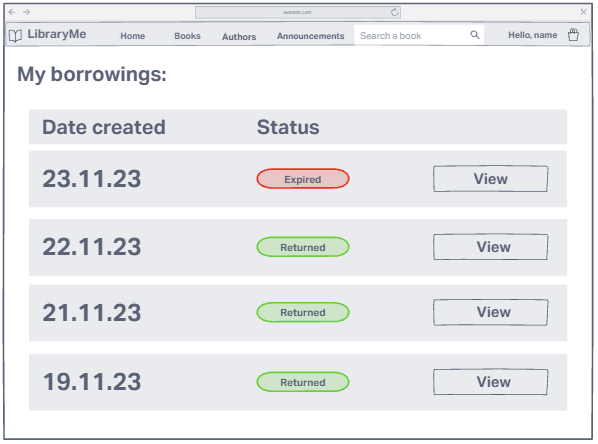 website.com
LibraryMe Home Books Authors Announcements Search a book Hello, name
My borrowings:
Date created Status
23.11.23 Expired View
22.11.23 Returned View
21.11.23 Returned View
19.11.23 Returned View